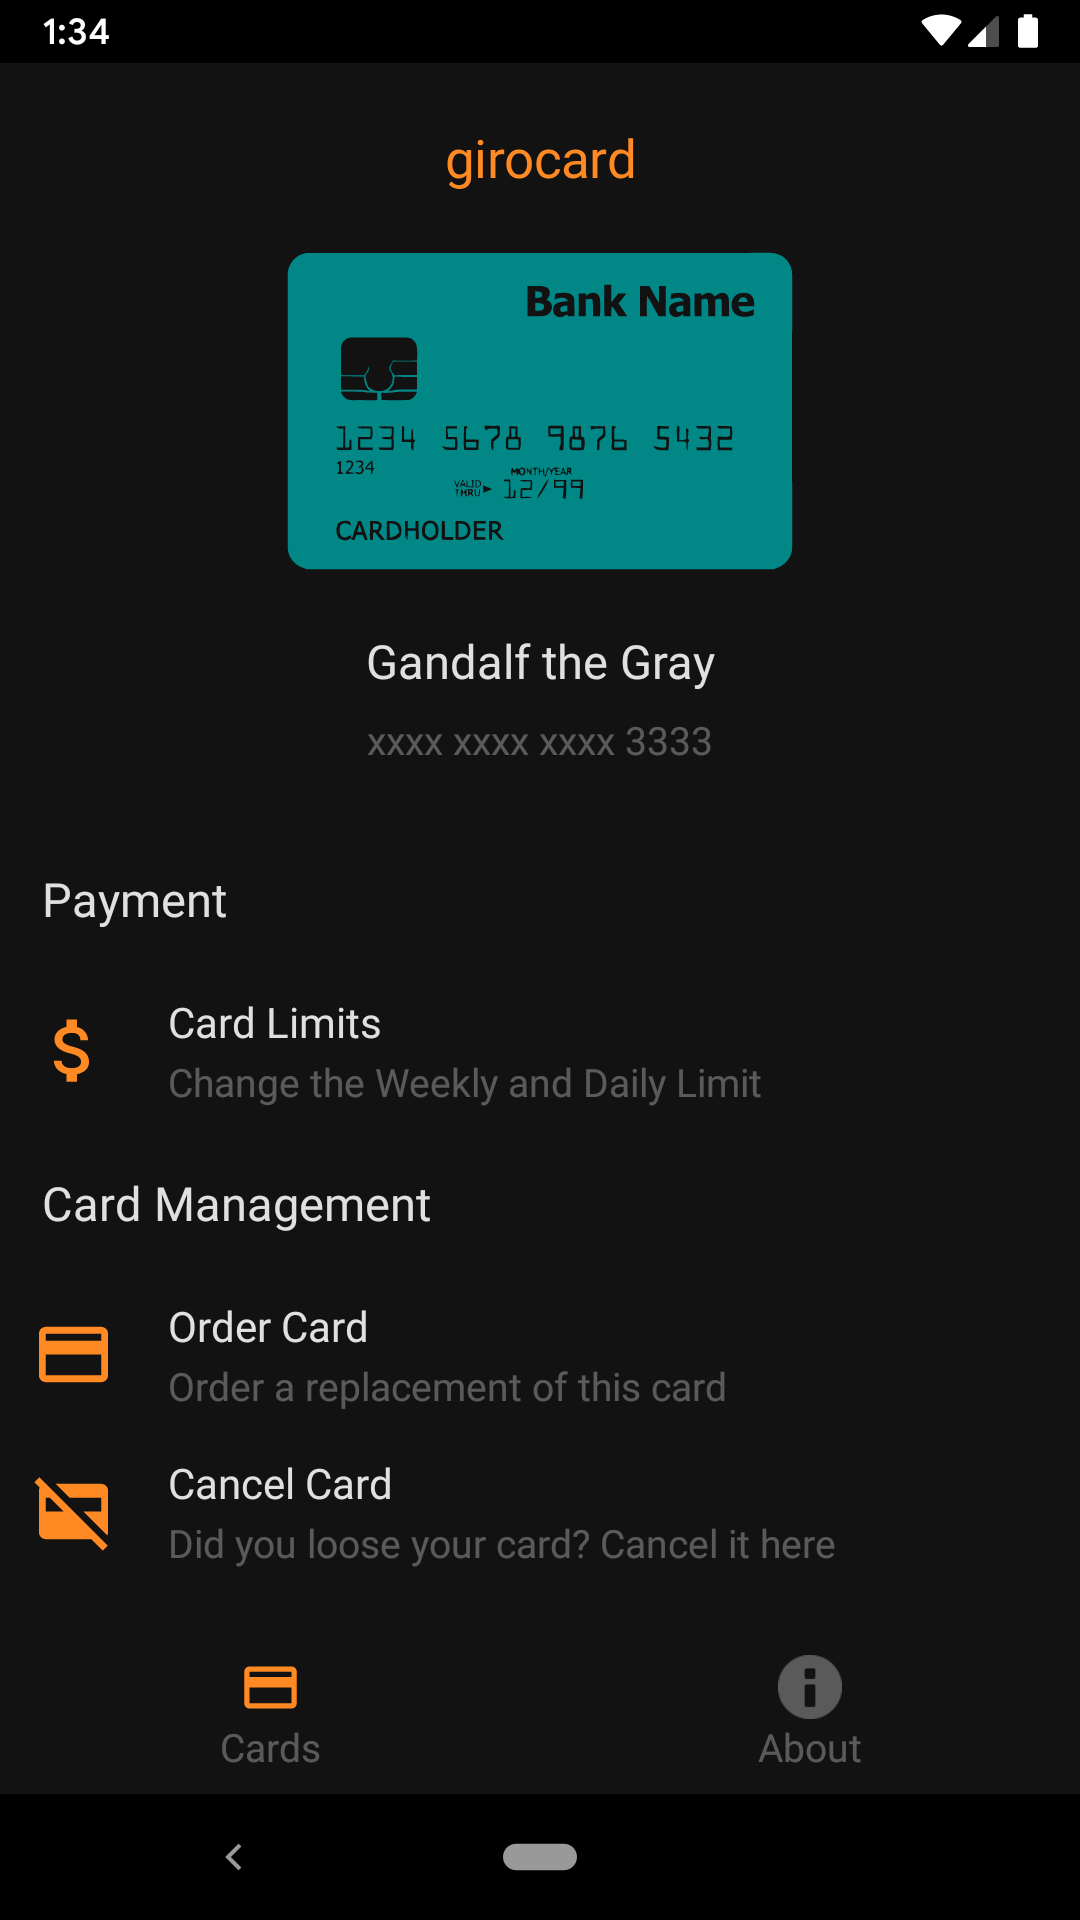 1:34
girocard
Bank Name
1234 5678 9876 5432
1234
MONTH/YEAR
VALID
THRU
12/99
CARDHOLDER
Gandalf the Gray
xxxx xxxx xxxx 3333
Payment
Card Limits
Change the Weekly and Daily Limit
Card Management
Order Card
Order a replacement of this card
Cancel Card
Did you loose your card? Cancel it here
Cards
About